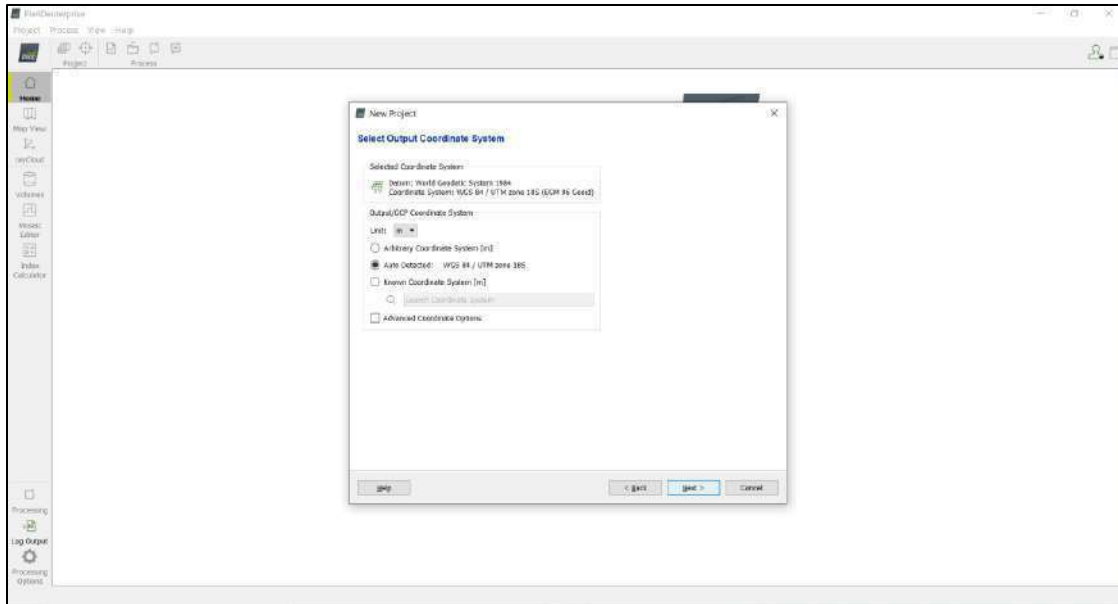 Project Process View Help
Project Process
Home
Map View
rayCloud
Volumes
Mosaic
Editor
Index
Calculator
Processing
Log Output
Processing
Options
New Project
Select Output Coordinate System
Selected Coordinate System
Datum: World Geodetic System 1984
Coordinate System: WGS 84 / UTM zone 18S (EGM 96 Geoid)
Output/GCP Coordinate System
Unit: m
Arbitrary Coordinate System [m]
Auto Detected: WGS 84 / UTM zone 18S
Known Coordinate System [m]
Search Coordinate System
Advanced Coordinate Options
Help
< Back Next > Cancel